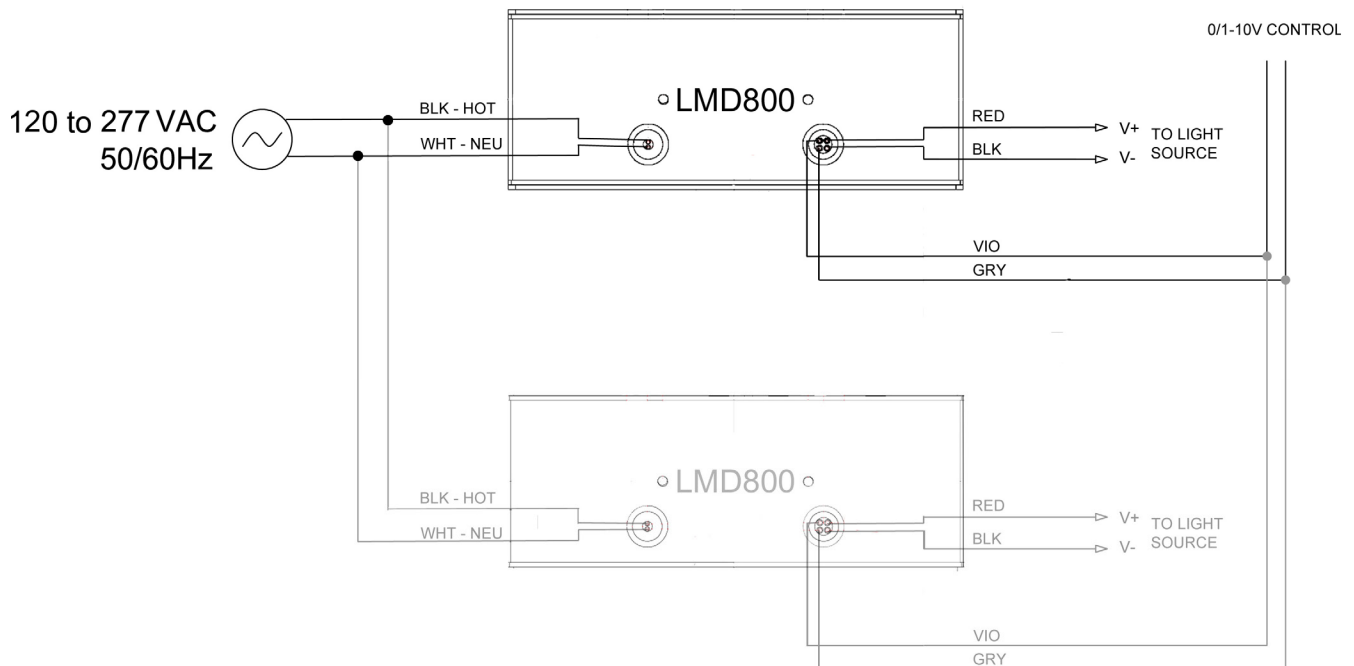 0/1-10V CONTROL
120 to 277 VAC
50/60Hz
BLK - HOT
WHT - NEU
LMD800
RED
BLK
V+
V-
TO LIGHT
SOURCE
VIO
GRY
LMD800
BLK - HOT
WHT - NEU
RED
BLK
V+
V-
TO LIGHT
SOURCE
VIO
GRY